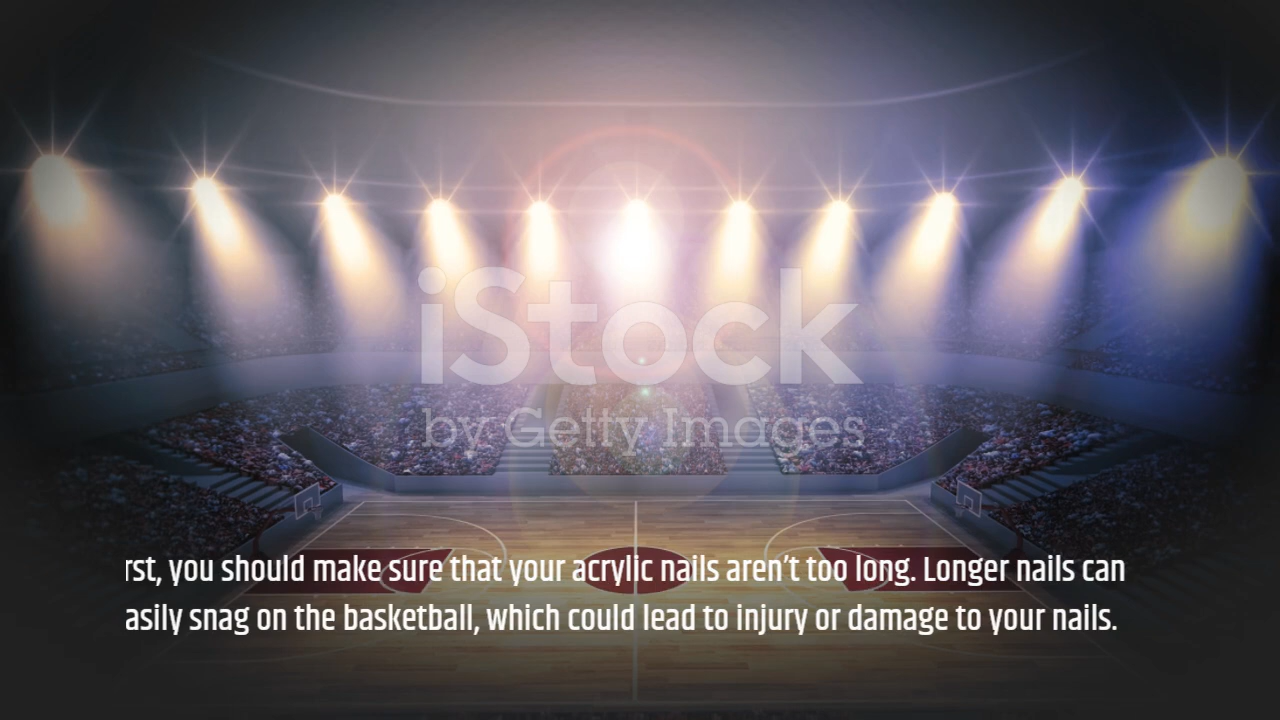 iStock
by Getty Images
rst, you should make sure that your acrylic nails aren't too long. Longer nails can
asily snag on the basketball, which could lead to injury or damage to your nails.